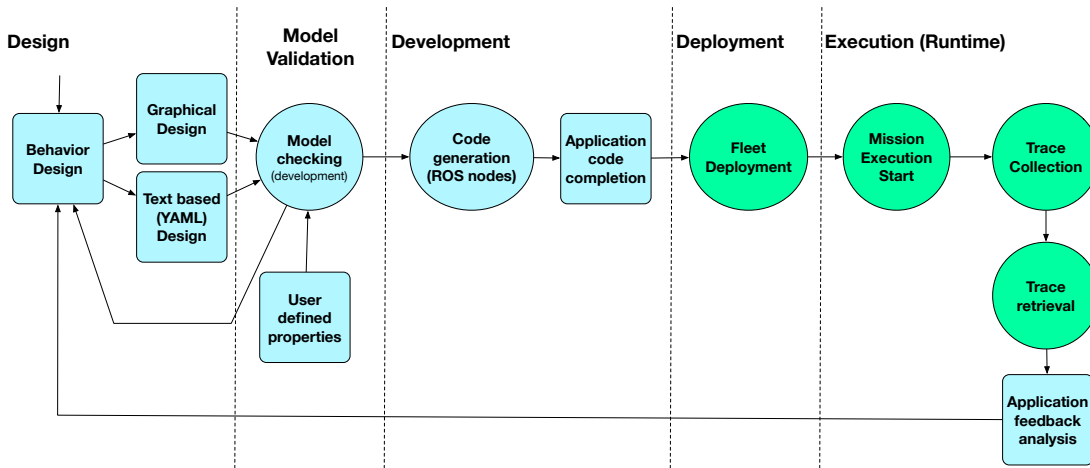 Design
Model
Validation
Development
Deployment
Execution (Runtime)
Behavior
Design
Graphical
Design
Text based
(YAML)
Design
Model
checking
(development)
User
defined
properties
Code
generation
(ROS nodes)
Application
code
completion
Fleet
Deployment
Mission
Execution
Start
Trace
Collection
Trace
retrieval
Application
feedback
analysis